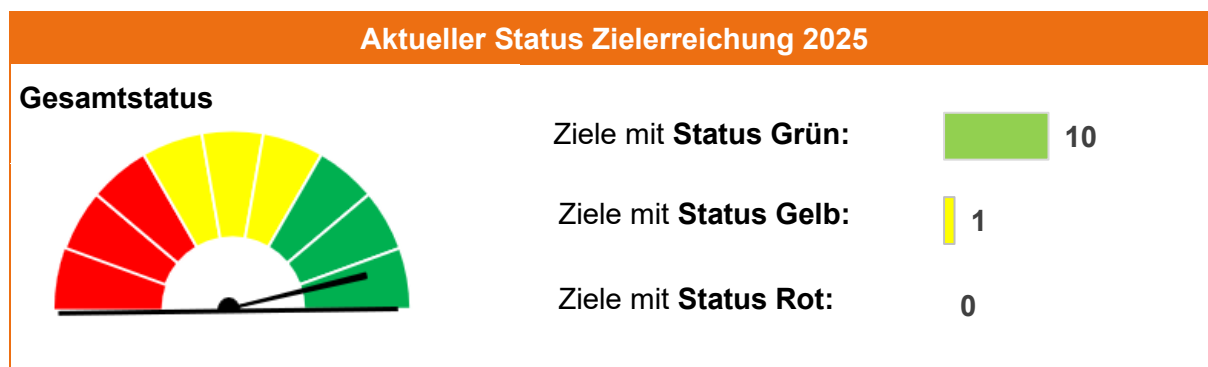 Aktueller Status Zielerreichung 2025
Gesamtstatus
Ziele mit Status Grün: 10
Ziele mit Status Gelb: 1
Ziele mit Status Rot: 0